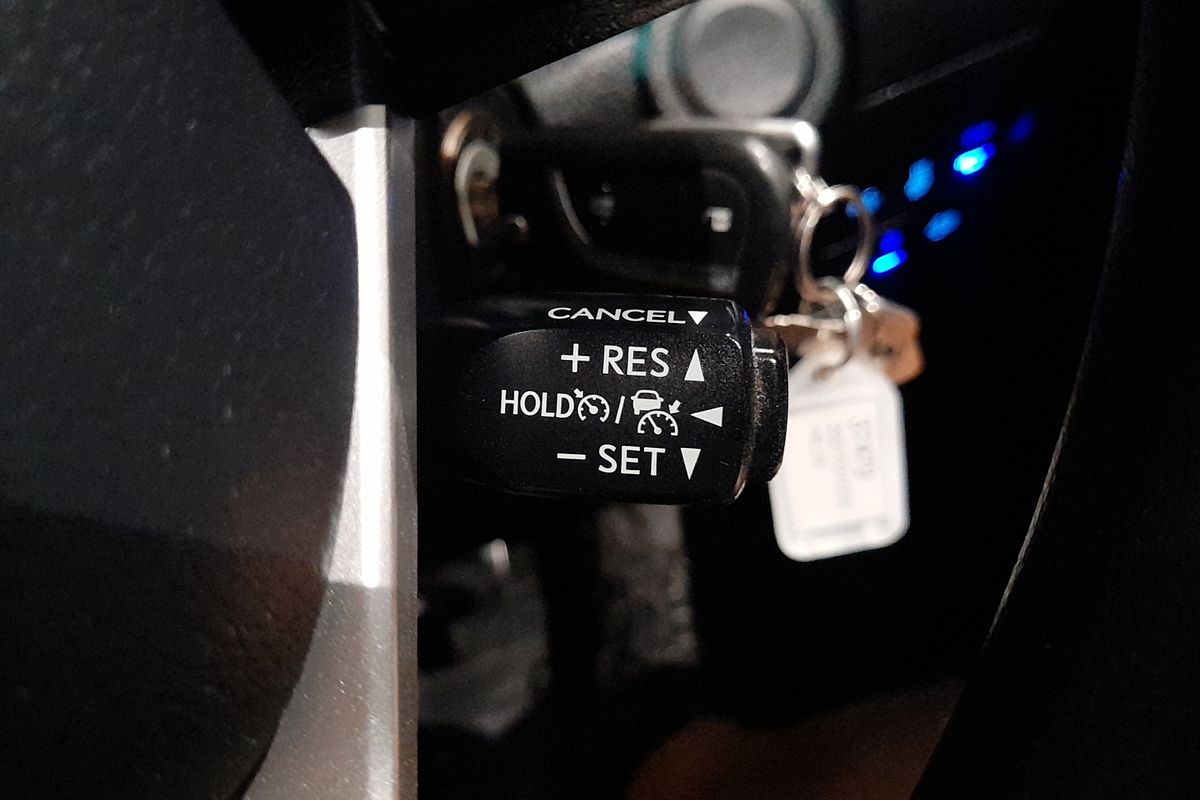 CANCEL▼
+ RES ▲
HOLD / ◀
− SET ▼